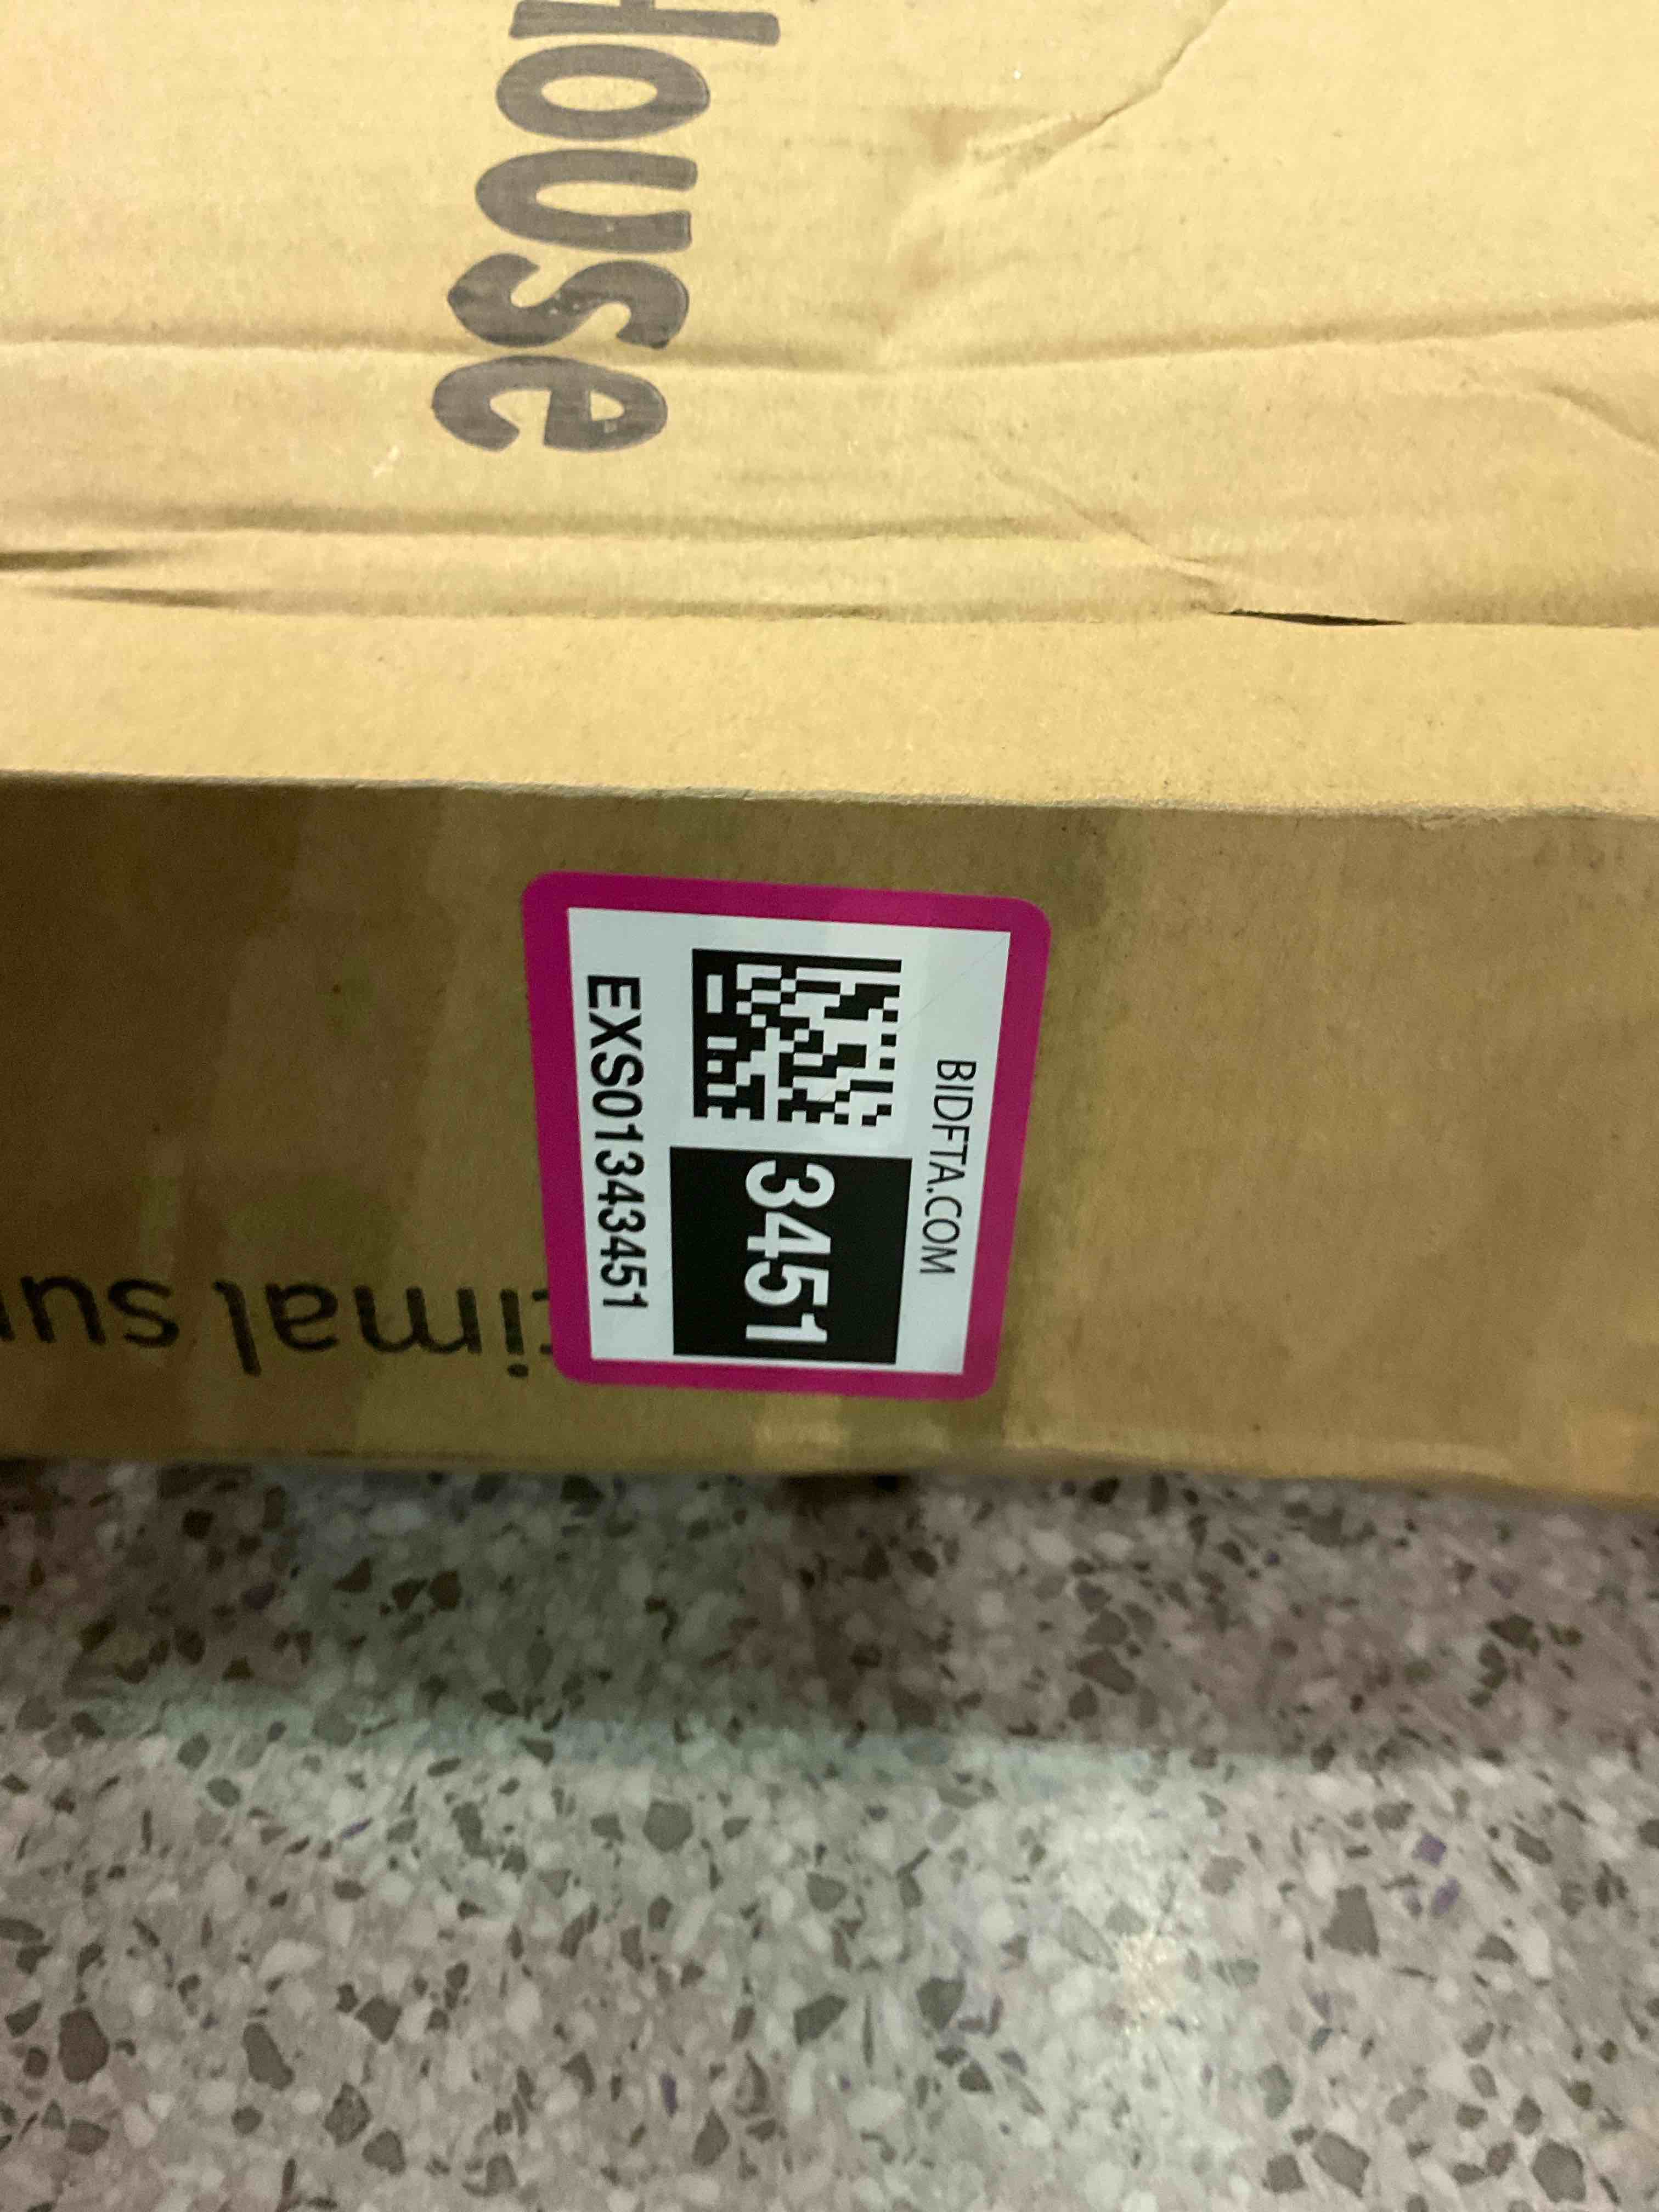 House
BIDFTA.COM
3451
EXS01343451
imal su